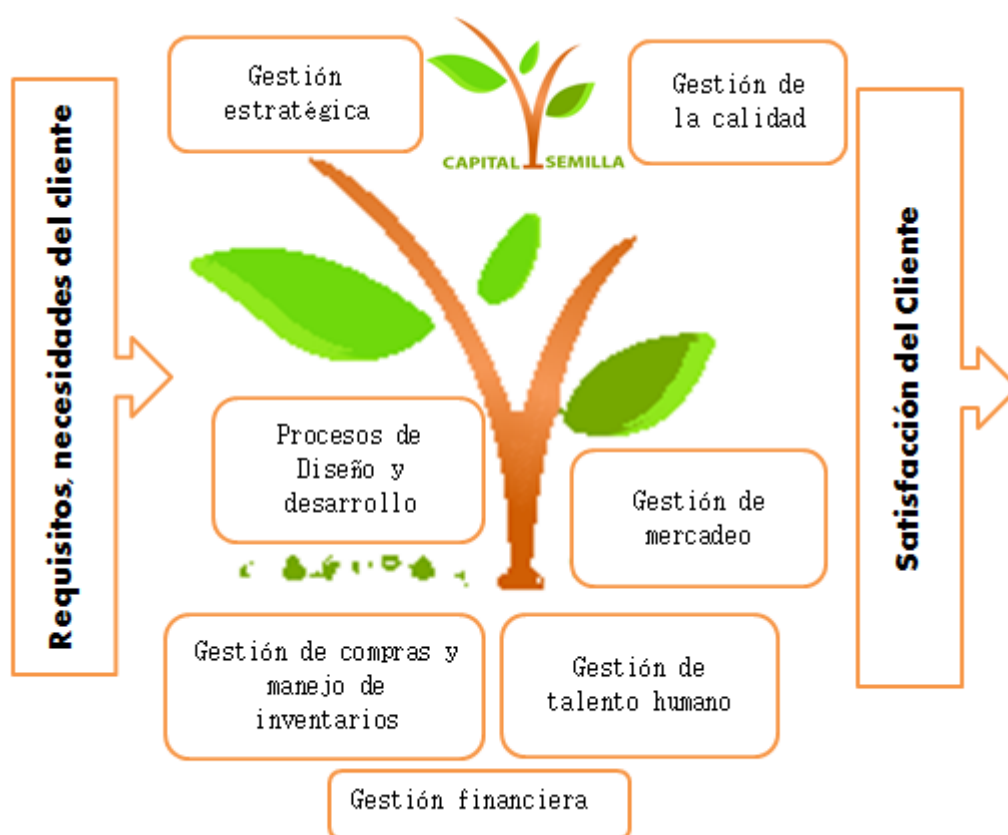 Requisitos, necesidades del cliente
Gestión
estratégica
CAPITAL SEMILLA
Gestión de
la calidad
Procesos de
Diseño y
desarrollo
Gestión de
mercadeo
Gestión de compras y
manejo de
inventarios
Gestión de
talento humano
Gestión financiera
Satisfacción del Cliente